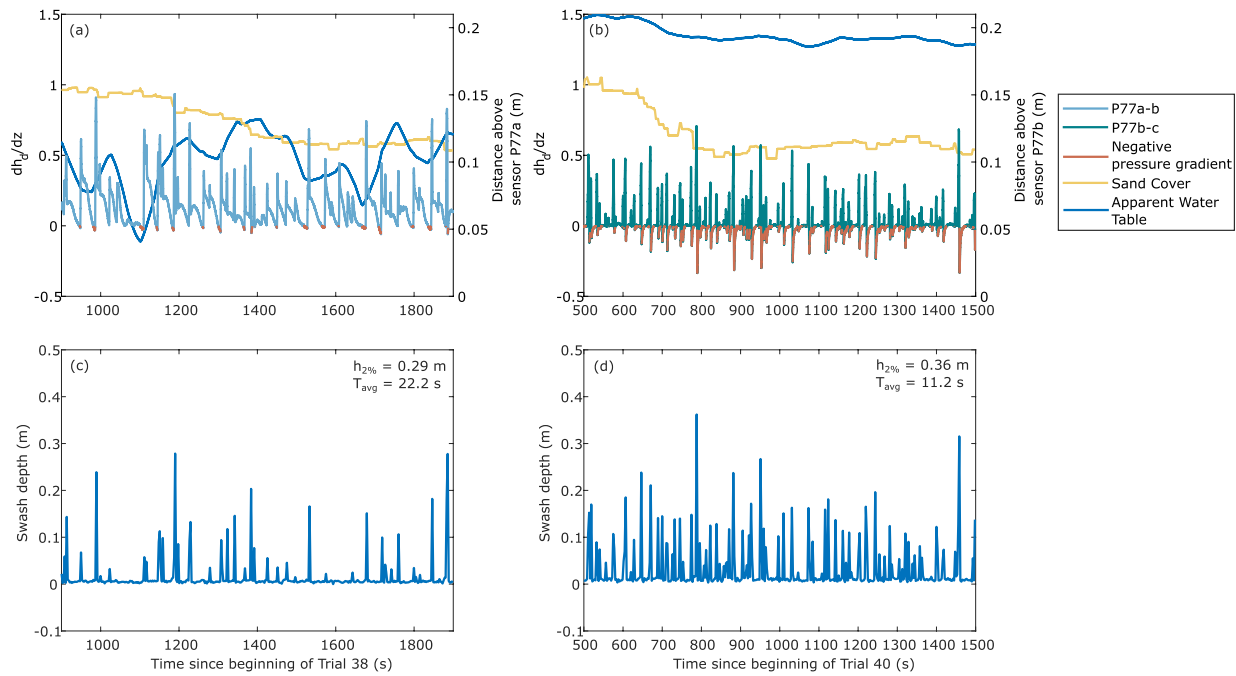 (a)
1.5
1
0.5
0
-0.5
dh_d/dz
0.2
0.15
0.1
0.05
0
Distance above
sensor P77a (m)
1000
1200
1400
1600
1800
(b)
1.5
1
0.5
0
-0.5
dh_d/dz
0.2
0.15
0.1
0.05
0
Distance above
sensor P77b (m)
500
600
700
800
900
1000
1100
1200
1300
1400
1500
P77a-b
P77b-c
Negative
pressure gradient
Sand Cover
Apparent Water
Table
(c)
h2% = 0.29 m
Tavg = 22.2 s
0.5
0.4
0.3
0.2
0.1
0
-0.1
Swash depth (m)
1000
1200
1400
1600
1800
Time since beginning of Trial 38 (s)
(d)
h2% = 0.36 m
Tavg = 11.2 s
0.5
0.4
0.3
0.2
0.1
0
-0.1
Swash depth (m)
500
600
700
800
900
1000
1100
1200
1300
1400
1500
Time since beginning of Trial 40 (s)